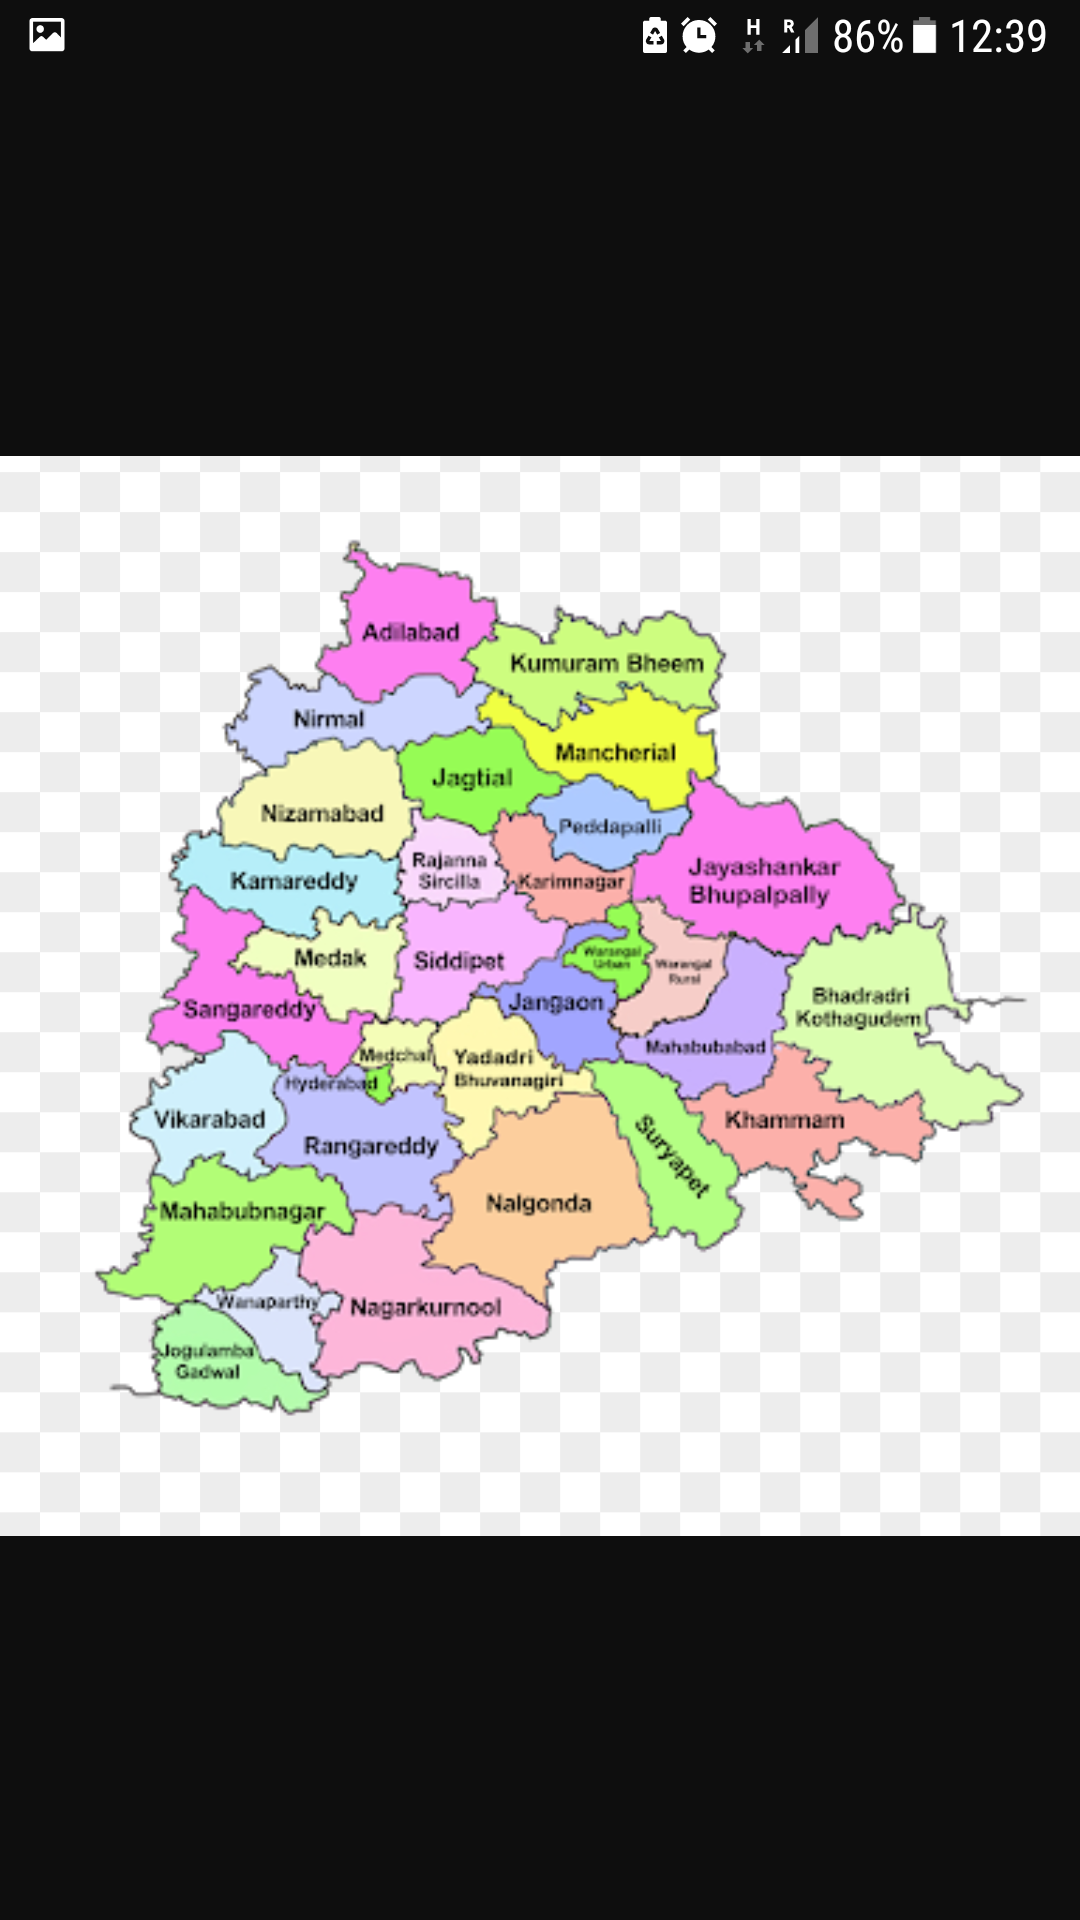 H R 86% 12:39
Adilabad
Kumuram Bheem
Nirmal
Mancherial
Jagtial
Nizamabad
Peddapalli
Rajanna
Sircilla
Karimnagar
Jayashankar
Bhupalpally
Kamareddy
Medak
Siddipet
Warangal
Urban
Warangal
Rural
Sangareddy
Jangaon
Bhadradri
Kothagudem
Mahabubabad
Medchal
Yadadri
Bhuvanagiri
Hyderabad
Vikarabad
Rangareddy
Khammam
Suryapet
Mahabubnagar
Nalgonda
Wanaparthy
Nagarkurnool
Jogulamba
Gadwal